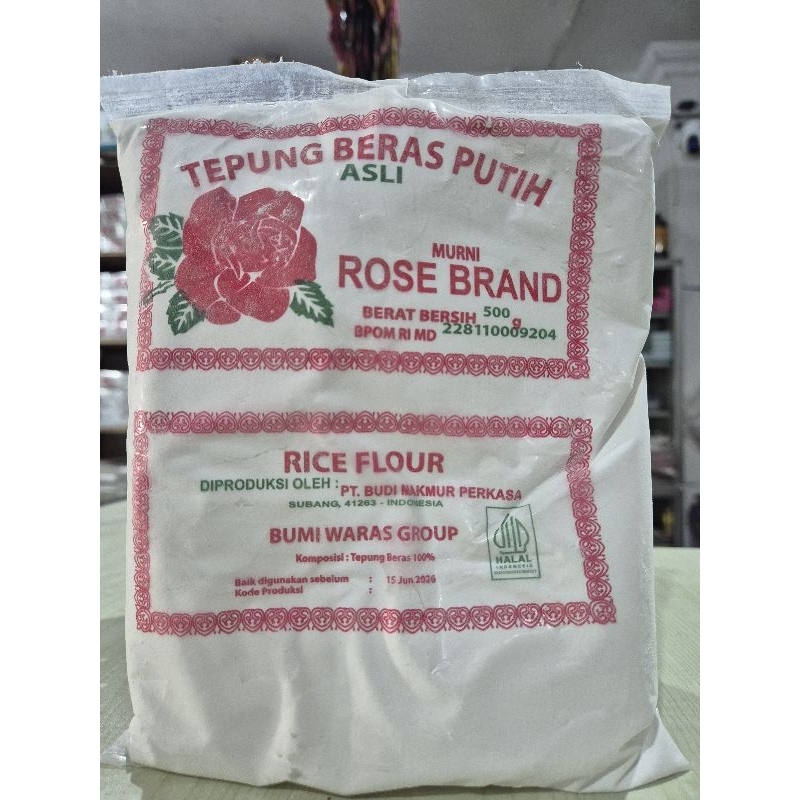 TEPUNG BERAS PUTIH
ASLI
MURNI
ROSE BRAND
BERAT BERSIH 500 g
BPOM RI MD 228110009204
RICE FLOUR
DIPRODUKSI OLEH : PT. BUDI MAKMUR PERKASA
SUBANG, 41263 - INDONESIA
BUMI WARAS GROUP
Komposisi : Tepung Beras 100%
HALAL
INDONESIA
Baik digunakan sebelum : 15 Jun 2026
Kode Produksi :